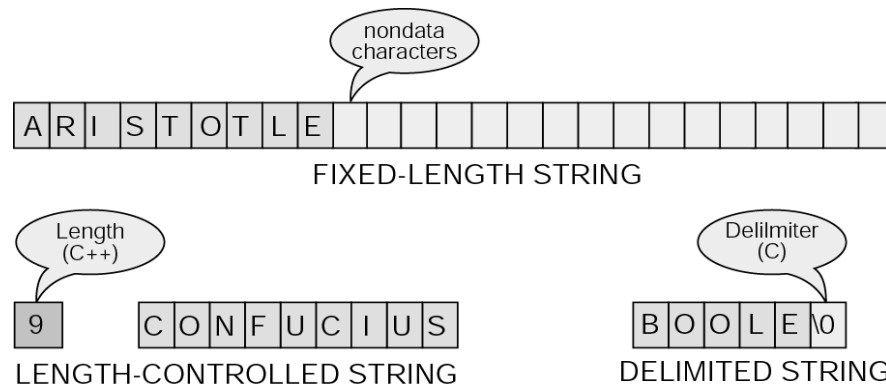 nondata
characters
A R I S T O T L E
FIXED-LENGTH STRING
Length
(C++)
Delilmiter
(C)
9 C O N F U C I U S
B O O L E \0
LENGTH-CONTROLLED STRING
DELIMITED STRING